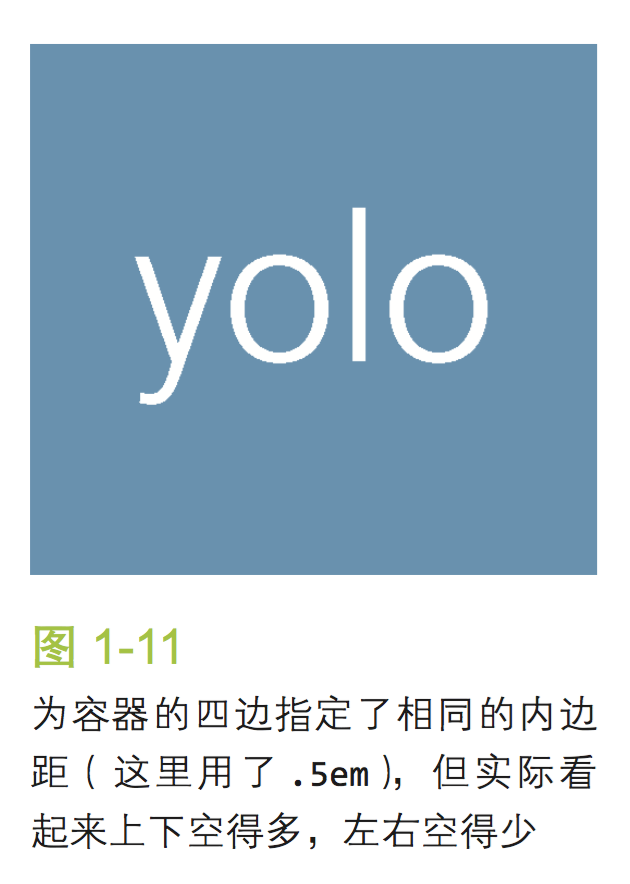 yolo
图 1-11
为容器的四边指定了相同的内边
距（这里用了 .5em），但实际看
起来上下空得多，左右空得少